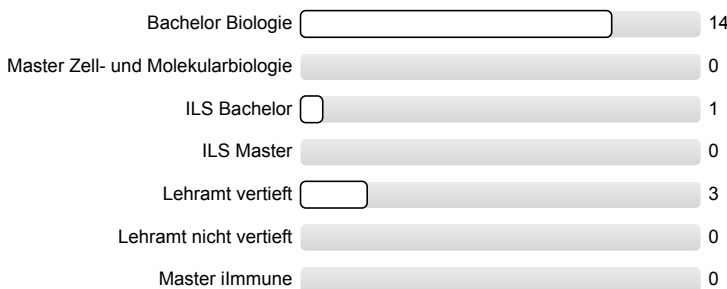 Bachelor Biologie 14
Master Zell- und Molekularbiologie 0
ILS Bachelor 1
ILS Master 0
Lehramt vertieft 3
Lehramt nicht vertieft 0
Master iImmune 0